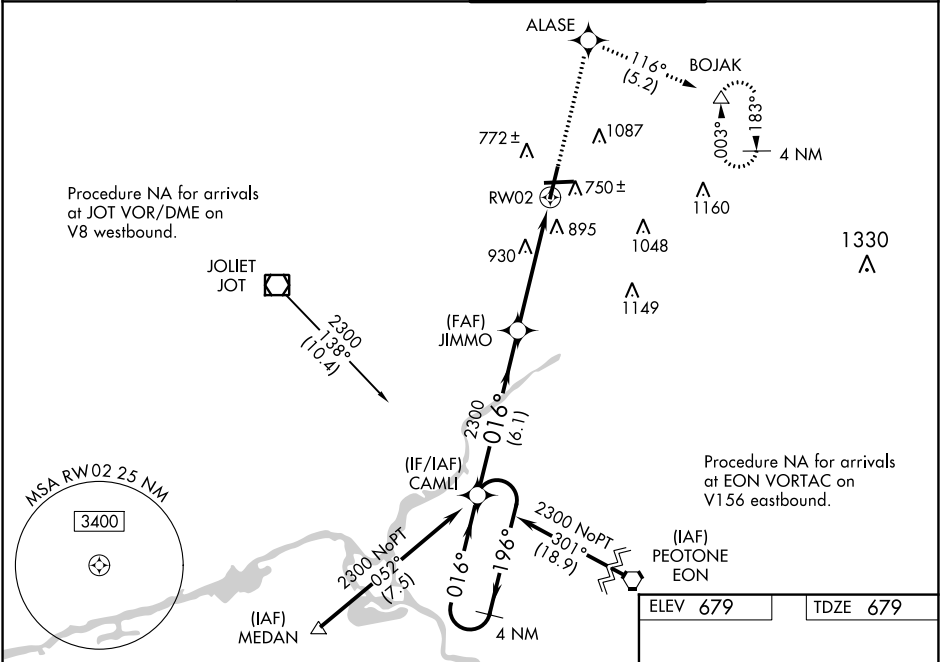 ALASE
116°
(5.2)
BOJAK
003°
183°
4 NM
772 ±
1087
RW02
750 ±
1160
895
930
1048
1330
1149
Procedure NA for arrivals
at JOT VOR/DME on
V8 westbound.
JOLIET
JOT
2300
138°
(10.4)
(FAF)
JIMMO
2300
016°
(6.1)
(IF/IAF)
CAMLI
Procedure NA for arrivals
at EON VORTAC on
V156 eastbound.
MSA RW02 25 NM
3400
2300 NoPT
052°
(7.5)
(IAF)
MEDAN
016°
196°
4 NM
2300 NoPT
301°
(18.9)
(IAF)
PEOTONE
EON
ELEV 679
TDZE 679